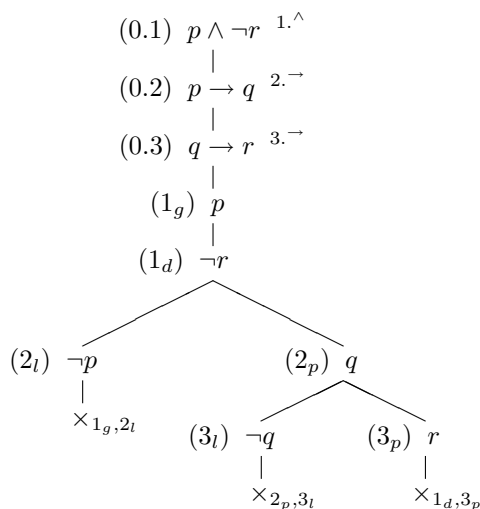 (0.1) p ∧ ¬r 1.∧
(0.2) p → q 2.→
(0.3) q → r 3.→
(1_g) p
(1_d) ¬r
(2_l) ¬p (2_p) q
×_{1_g,2_l}
(3_l) ¬q (3_p) r
×_{2_p,3_l} ×_{1_d,3_p}